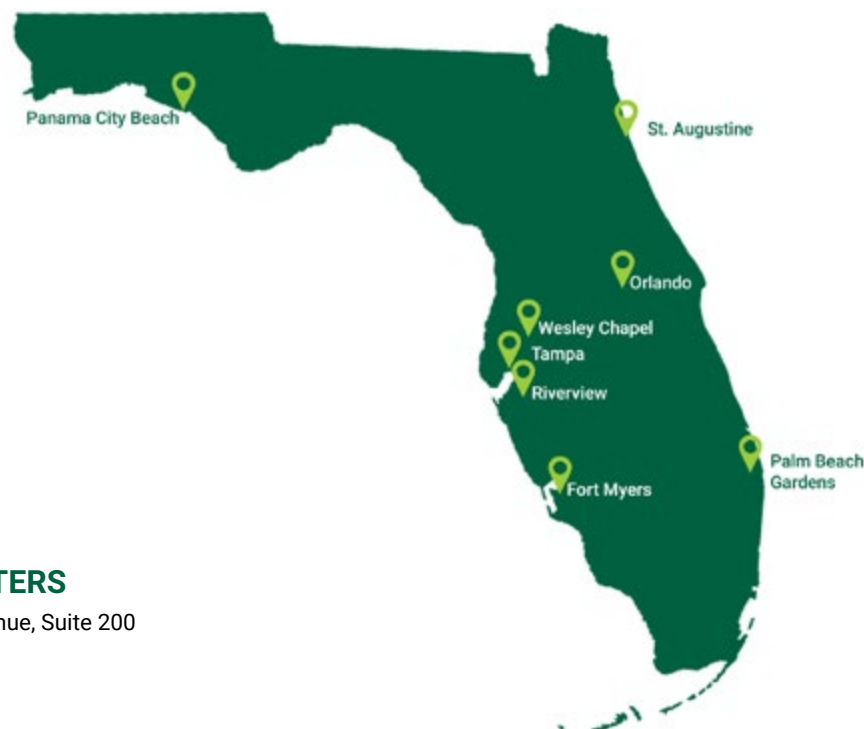 Panama City Beach
St. Augustine
Orlando
Wesley Chapel
Tampa
Riverview
Palm Beach
Gardens
Fort Myers
TERS
nue, Suite 200